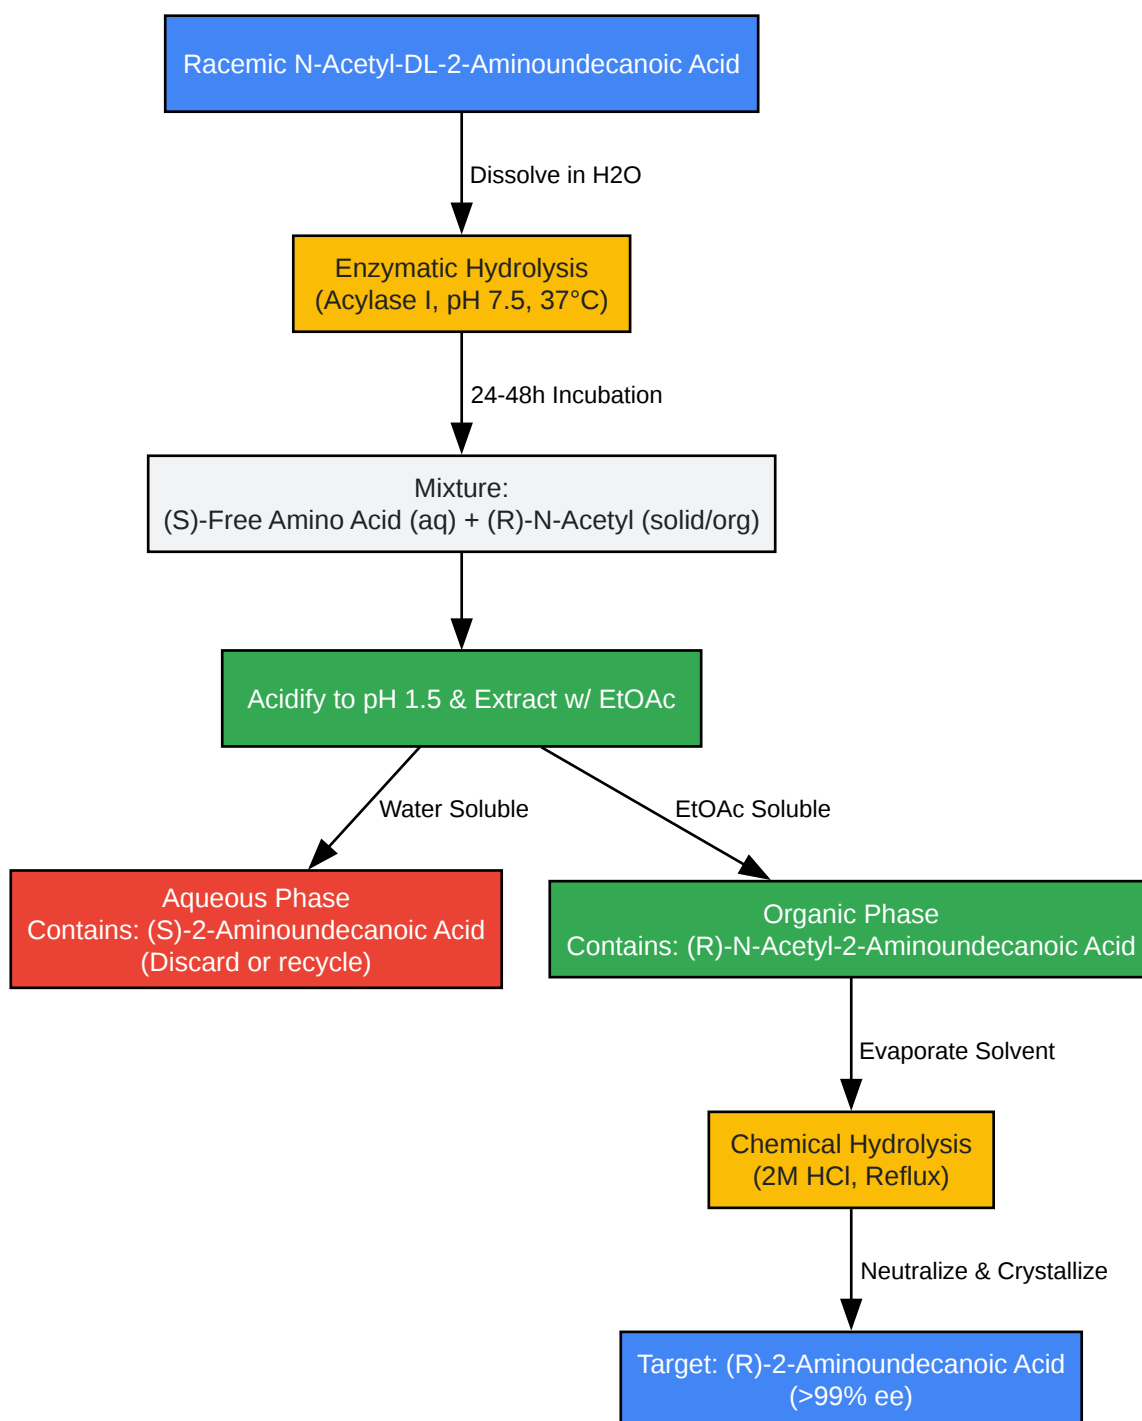 Racemic N-Acetyl-DL-2-Aminoundecanoic Acid
Dissolve in H2O
Enzymatic Hydrolysis
(Acylase I, pH 7.5, 37°C)
24-48h Incubation
Mixture:
(S)-Free Amino Acid (aq) + (R)-N-Acetyl (solid/org)
Acidify to pH 1.5 & Extract w/ EtOAc
Water Soluble
EtOAc Soluble
Aqueous Phase
Contains: (S)-2-Aminoundecanoic Acid
(Discard or recycle)
Organic Phase
Contains: (R)-N-Acetyl-2-Aminoundecanoic Acid
Evaporate Solvent
Chemical Hydrolysis
(2M HCl, Reflux)
Neutralize & Crystallize
Target: (R)-2-Aminoundecanoic Acid
(>99% ee)